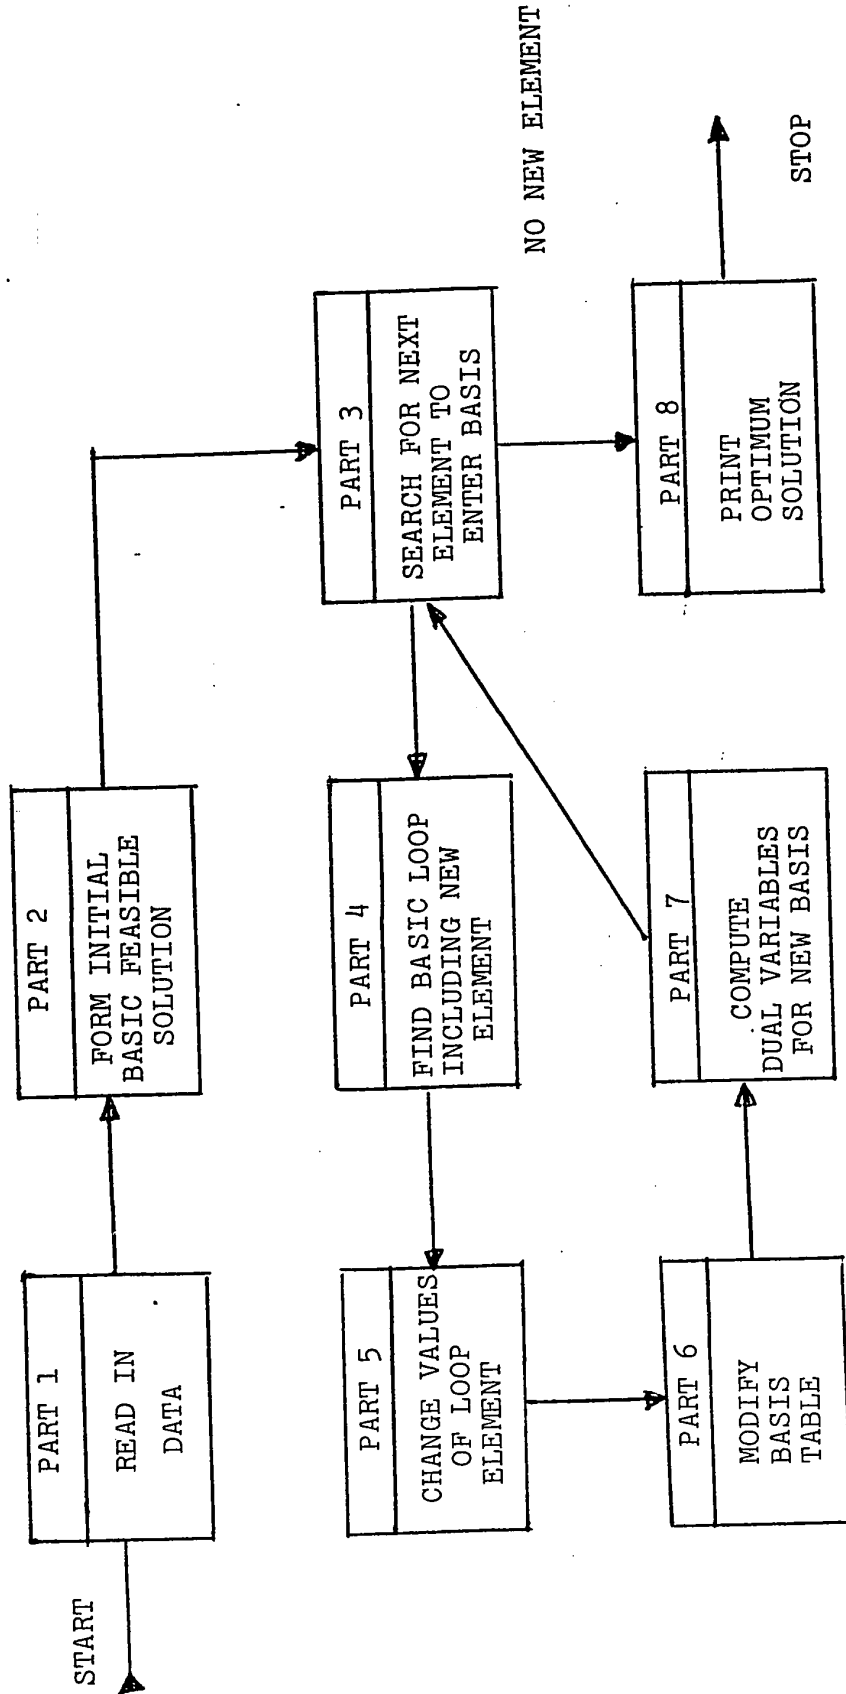 START
PART 1
READ IN
DATA
PART 2
FORM INITIAL
BASIC FEASIBLE
SOLUTION
PART 3
SEARCH FOR NEXT
ELEMENT TO
ENTER BASIS
PART 4
FIND BASIC LOOP
INCLUDING NEW
ELEMENT
PART 5
CHANGE VALUES
OF LOOP
ELEMENT
PART 6
MODIFY
BASIS
TABLE
PART 7
COMPUTE
DUAL VARIABLES
FOR NEW BASIS
NO NEW ELEMENT
PART 8
PRINT
OPTIMUM
SOLUTION
STOP